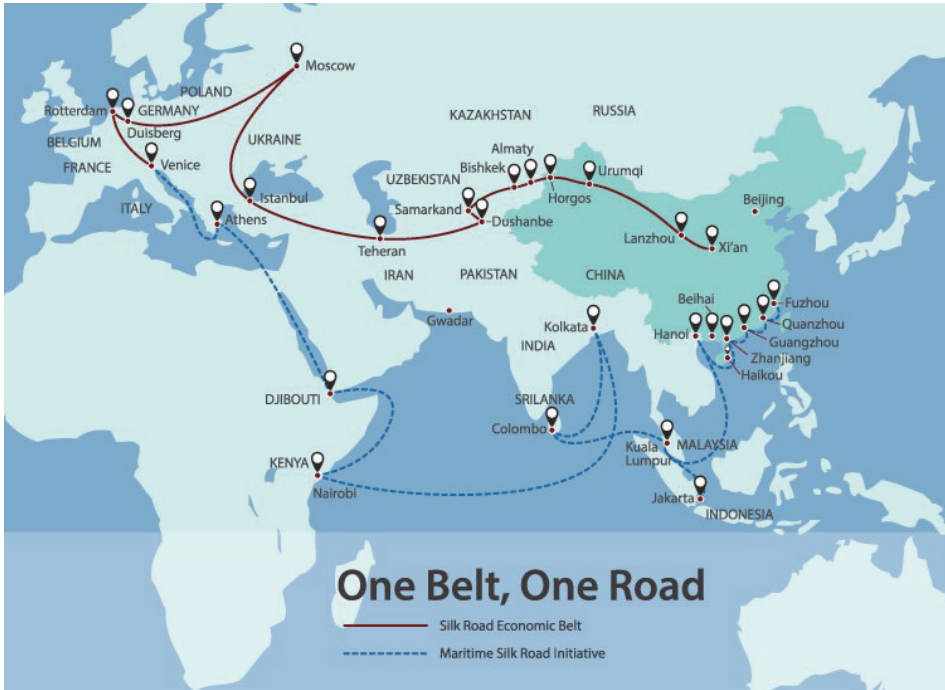 Moscow
POLAND
Rotterdam
GERMANY
Duisberg
BELGIUM
FRANCE
Venice
UKRAINE
ITALY
Athens
Istanbul
KAZAKHSTAN
RUSSIA
Almaty
Bishkek
Horgos
Urumqi
UZBEKISTAN
Samarkand
Dushanbe
Teheran
Beijing
Lanzhou
Xi'an
IRAN
PAKISTAN
CHINA
Gwadar
Kolkata
INDIA
Beihai
Hanoi
Fuzhou
Quanzhou
Guangzhou
Zhanjiang
Haikou
DJIBOUTI
SRILANKA
Colombo
Kuala
Lumpur
MALAYSIA
KENYA
Nairobi
Jakarta
INDONESIA
One Belt, One Road
Silk Road Economic Belt
Maritime Silk Road Initiative